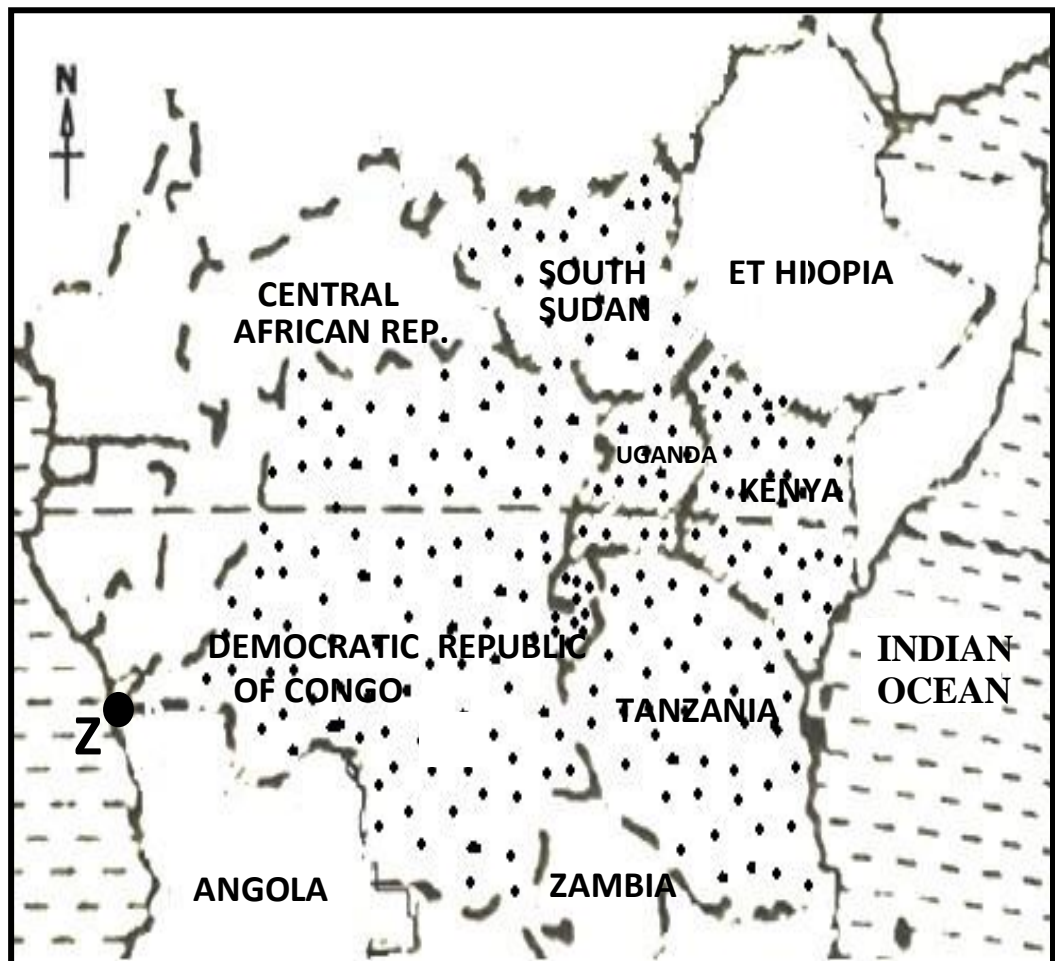 N
SOUTH
SUDAN
ET HIOPIA
CENTRAL
AFRICAN REP.
UGANDA
KENYA
DEMOCRATIC REPUBLIC
OF CONGO
INDIAN
OCEAN
TANZANIA
Z
ANGOLA
ZAMBIA